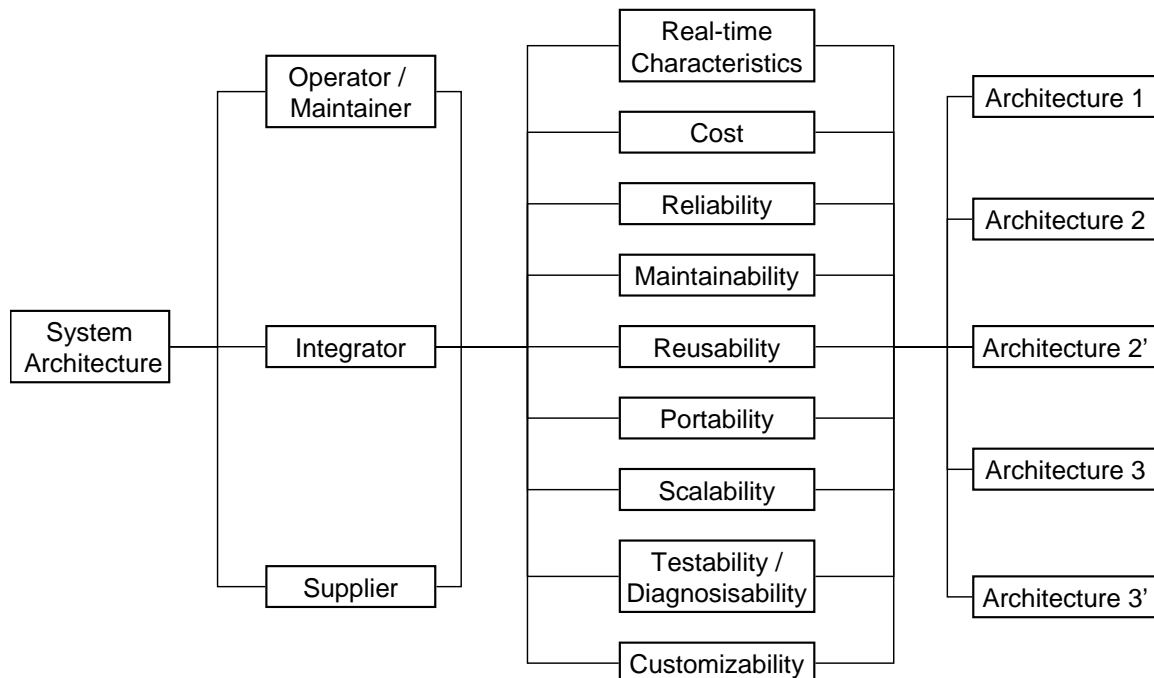 System
Architecture
Operator /
Maintainer
Integrator
Supplier
Real-time
Characteristics
Cost
Reliability
Maintainability
Reusability
Portability
Scalability
Testability /
Diagnosisability
Customizability
Architecture 1
Architecture 2
Architecture 2’
Architecture 3
Architecture 3’